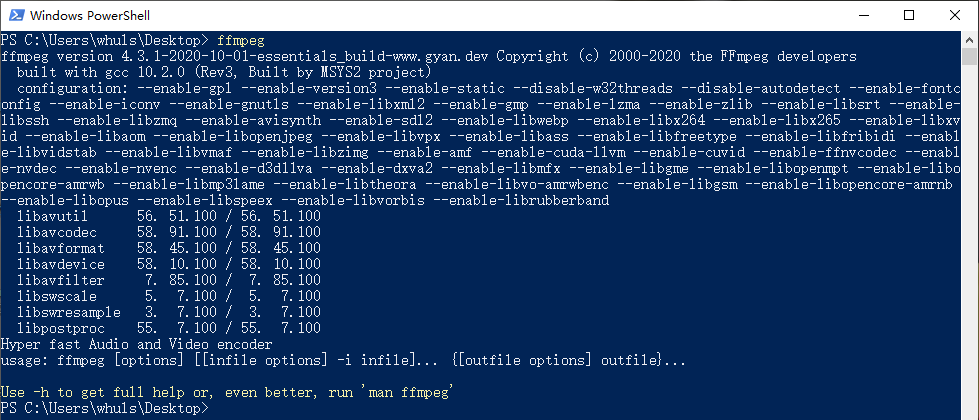 Windows PowerShell
PS C:\Users\whuls\Desktop> ffmpeg
ffmpeg version 4.3.1-2020-10-01-essentials_build-www.gyan.dev Copyright (c) 2000-2020 the FFmpeg developers
  built with gcc 10.2.0 (Rev3, Built by MSYS2 project)
  configuration: --enable-gpl --enable-version3 --enable-static --disable-w32threads --disable-autodetect --enable-fontc
onfig --enable-iconv --enable-gnutls --enable-libxml2 --enable-gmp --enable-lzma --enable-zlib --enable-libsrt --enable-
libssh --enable-libzmq --enable-avisynth --enable-sdl2 --enable-libwebp --enable-libx264 --enable-libx265 --enable-libxv
id --enable-libaom --enable-libopenjpeg --enable-libvpx --enable-libass --enable-libfreetype --enable-libfribidi --enabl
e-libvidstab --enable-libvmaf --enable-libzimg --enable-amf --enable-cuda-llvm --enable-cuvid --enable-ffnvcodec --enabl
e-nvdec --enable-nvenc --enable-d3d11va --enable-dxva2 --enable-libmfx --enable-libgme --enable-libopenmpt --enable-libo
pencore-amrwb --enable-libmp3lame --enable-libtheora --enable-libvo-amrwbenc --enable-libgsm --enable-libopencore-amrnb
--enable-libopus --enable-libspeex --enable-libvorbis --enable-librubberband
  libavutil      56. 51.100 / 56. 51.100
  libavcodec     58. 91.100 / 58. 91.100
  libavformat    58. 45.100 / 58. 45.100
  libavdevice    58. 10.100 / 58. 10.100
  libavfilter     7. 85.100 /  7. 85.100
  libswscale      5.  7.100 /  5.  7.100
  libswresample   3.  7.100 /  3.  7.100
  libpostproc    55.  7.100 / 55.  7.100
Hyper fast Audio and Video encoder
usage: ffmpeg [options] [[infile options] -i infile]... {[outfile options] outfile}...

Use -h to get full help or, even better, run 'man ffmpeg'
PS C:\Users\whuls\Desktop>